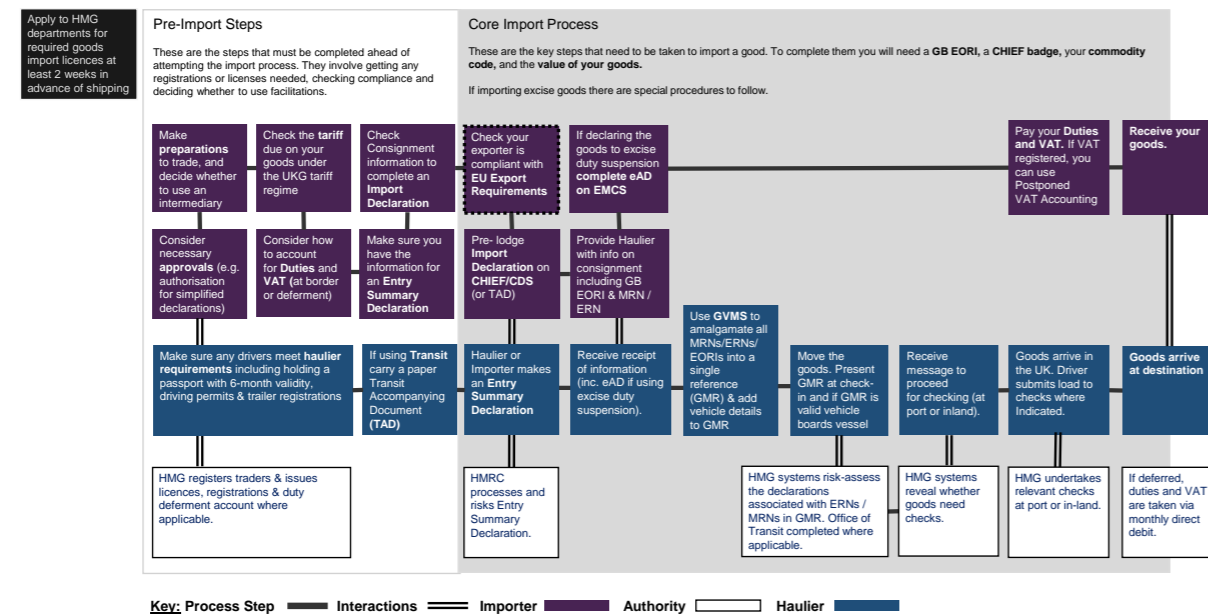 Apply to HMG
departments for
required goods
import licences at
least 2 weeks in
advance of shipping
Pre-Import Steps
These are the steps that must be completed ahead of
attempting the import process. They involve getting any
registrations or licenses needed, checking compliance and
deciding whether to use facilitations.
Core Import Process
These are the key steps that need to be taken to import a good. To complete them you will need a GB EORI, a CHIEF badge, your commodity
code, and the value of your goods.
If importing excise goods there are special procedures to follow.
Make
preparations
to trade, and
decide whether
to use an
intermediary
Check the tariff
due on your
goods under
the UKG tariff
regime
Check
Consignment
information to
complete an
Import
Declaration
Check your
exporter is
compliant with
EU Export
Requirements
If declaring the
goods to excise
duty suspension
complete eAD
on EMCS
Pay your Duties
and VAT. If VAT
registered, you
can use
Postponed
VAT Accounting
Receive your
goods.
Consider
necessary
approvals (e.g.
authorisation
for simplified
declarations)
Consider how
to account
for Duties and
VAT (at border
or deferment)
Make sure you
have the
information for
an Entry
Summary
Declaration
Pre- lodge
Import
Declaration on
CHIEF/CDS
(or TAD)
Provide Haulier
with info on
consignment
including GB
EORI & MRN /
ERN
Make sure any drivers meet haulier
requirements including holding a
passport with 6-month validity,
driving permits & trailer registrations
If using Transit
carry a paper
Transit
Accompanying
Document
(TAD)
Haulier or
Importer makes
an Entry
Summary
Declaration
Receive receipt
of information
(inc. eAD if using
excise duty
suspension).
Use GVMS to
amalgamate all
MRNs/ERNs/
EORIs into a
single
reference
(GMR) & add
vehicle details
to GMR
Move the
goods. Present
GMR at check-
in and if GMR is
valid vehicle
boards vessel
Receive
message to
proceed
for checking (at
port or inland).
Goods arrive in
the UK. Driver
submits load to
checks where
Indicated.
Goods arrive
at destination
HMG registers traders & issues
licences, registrations & duty
deferment account where
applicable.
HMRC
processes and
risks Entry
Summary
Declaration.
HMG systems risk-assess
the declarations
associated with ERNs /
MRNs in GMR. Office of
Transit completed where
applicable.
HMG systems
reveal whether
goods need
checks.
HMG undertakes
relevant checks
at port or in-land.
If deferred,
duties and VAT
are taken via
monthly direct
debit.
Key: Process Step Interactions Importer Authority Haulier